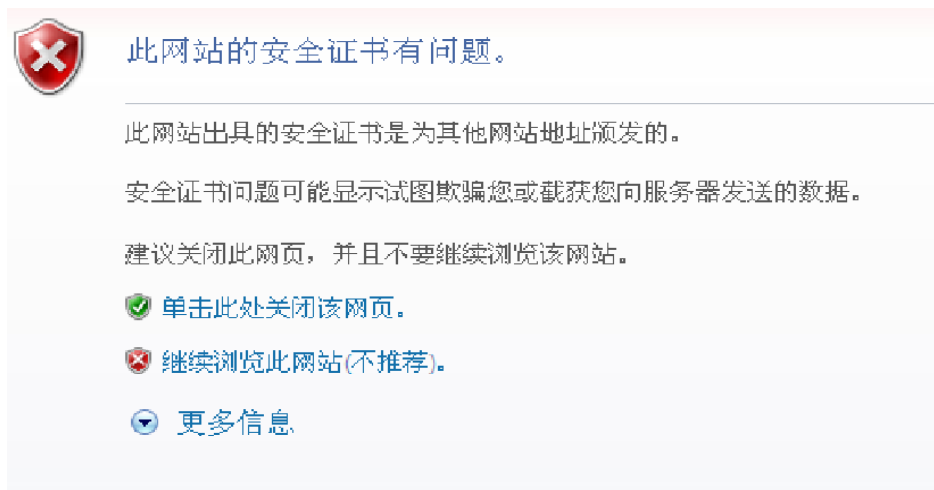 此网站的安全证书有问题。
此网站出具的安全证书是为其他网站地址颁发的。
安全证书问题可能显示试图欺骗您或截获您向服务器发送的数据。
建议关闭此网页，并且不要继续浏览该网站。
单击此处关闭该网页。
继续浏览此网站(不推荐)。
更多信息